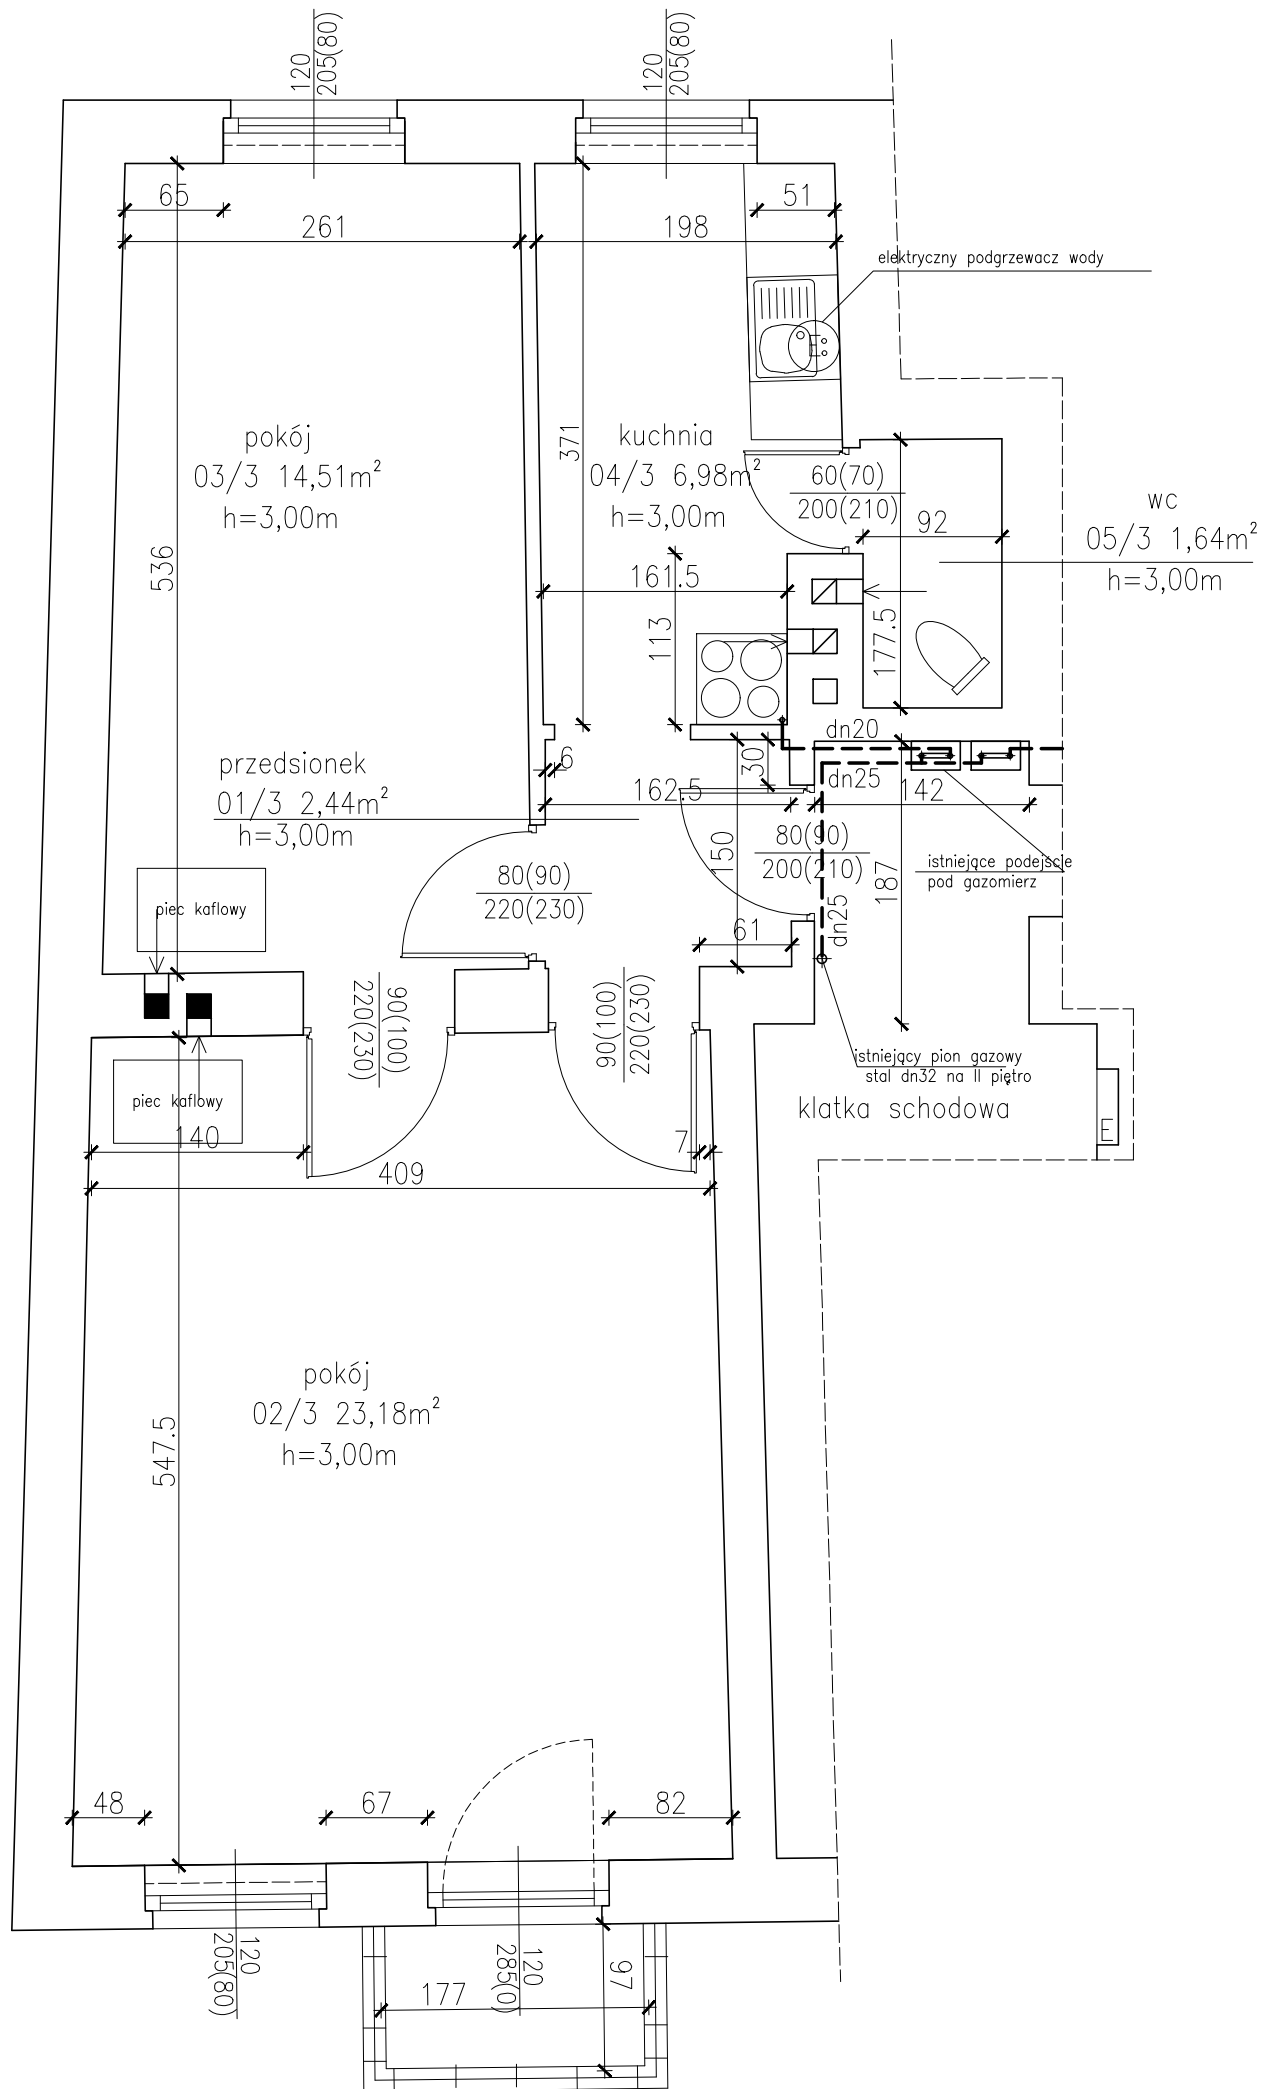 120
205(80)
120
205(80)
65
261
198
51
elektryczny podgrzewacz wody
pokój
03/3 14,51m²
h=3,00m
536
371
kuchnia
04/3 6,98m²
h=3,00m
60(70)
200(210)
92
wc
05/3 1,64m²
h=3,00m
161.5
113
177.5
dn20
dn25
przedsionek
01/3 2,44m²
h=3,00m
6
30
162.5
142
80(90)
200(210)
150
187
istniejące podejście
pod gazomierz
80(90)
220(230)
61
dn25
piec kaflowy
90(100)
220(230)
90(100)
220(230)
istniejący pion gazowy
stal dn32 na II piętro
klatka schodowa
E
piec kaflowy
140
7
409
pokój
02/3 23,18m²
h=3,00m
547.5
48
67
82
120
205(80)
120
285(0)
97
177